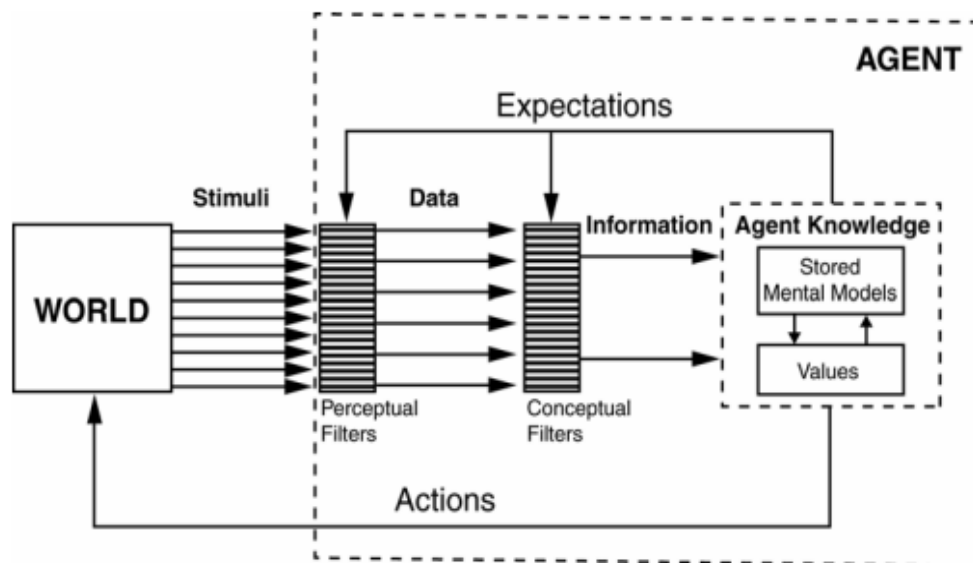 AGENT
Expectations
Stimuli
Data
Information
Agent Knowledge
Stored
Mental Models
WORLD
Values
Perceptual
Filters
Conceptual
Filters
Actions